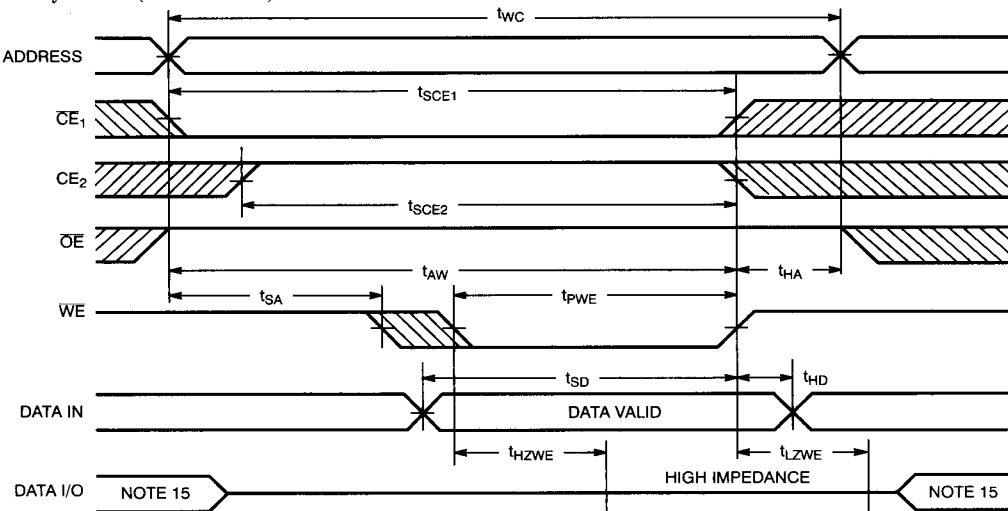 tWC
ADDRESS
tSCE1
CE1
CE2
tSCE2
OE
tAW
tHA
tSA
tPWE
WE
tSD
tHD
DATA IN
DATA VALID
tHZWE
tLZWE
HIGH IMPEDANCE
DATA I/O
NOTE 15
NOTE 15